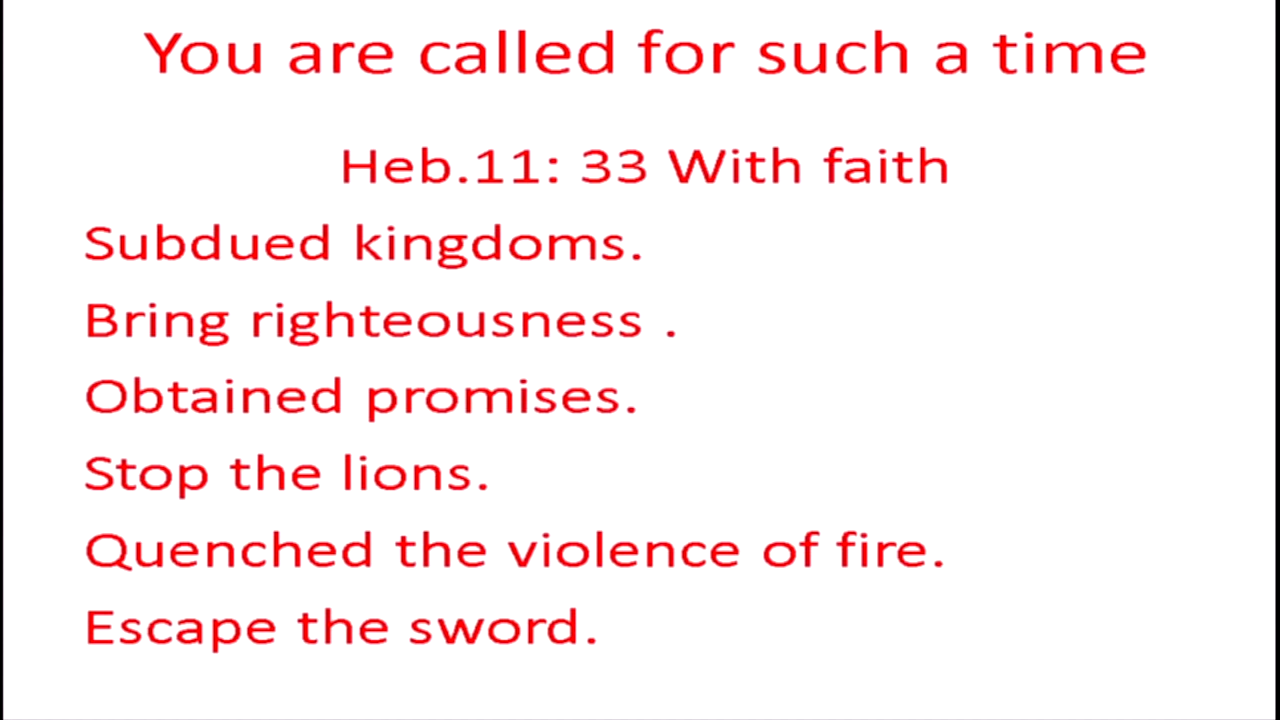 You are called for such a time
Heb.11: 33 With faith
Subdued kingdoms.
Bring righteousness .
Obtained promises.
Stop the lions.
Quenched the violence of fire.
Escape the sword.